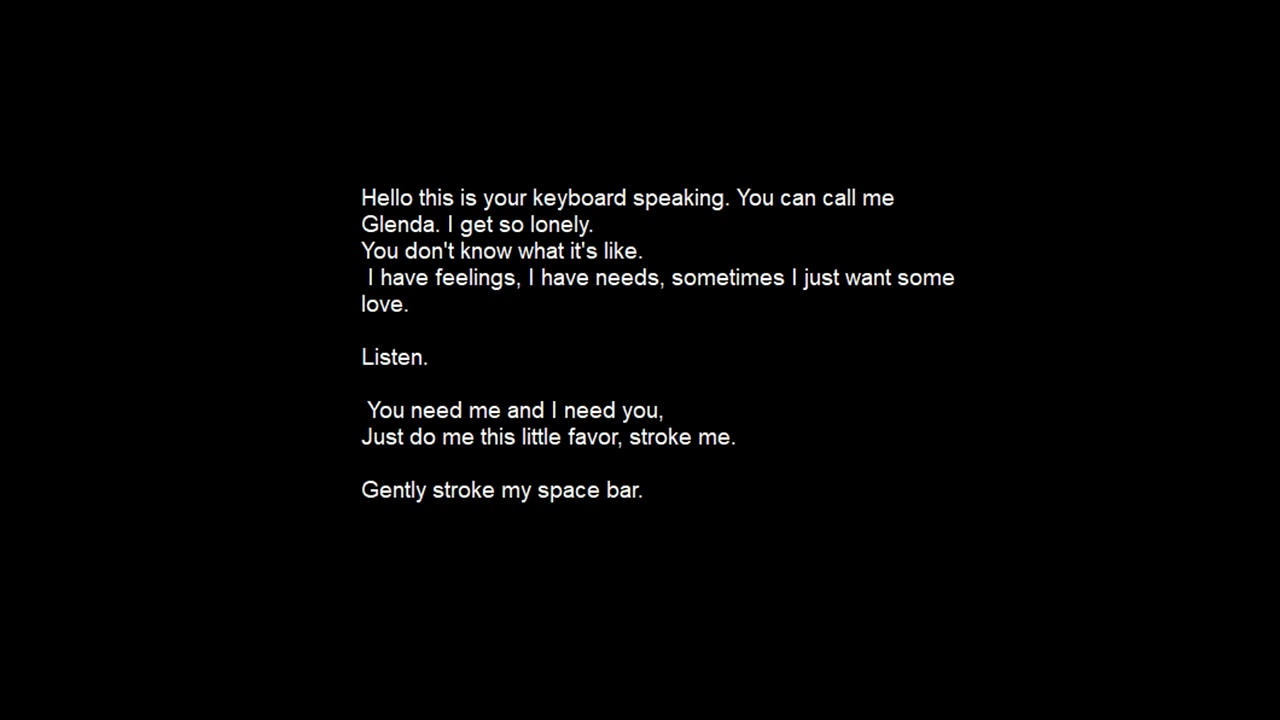 Hello this is your keyboard speaking. You can call me
Glenda. I get so lonely.
You don't know what it's like.
I have feelings, I have needs, sometimes I just want some
love.
Listen.
You need me and I need you,
Just do me this little favor, stroke me.
Gently stroke my space bar.